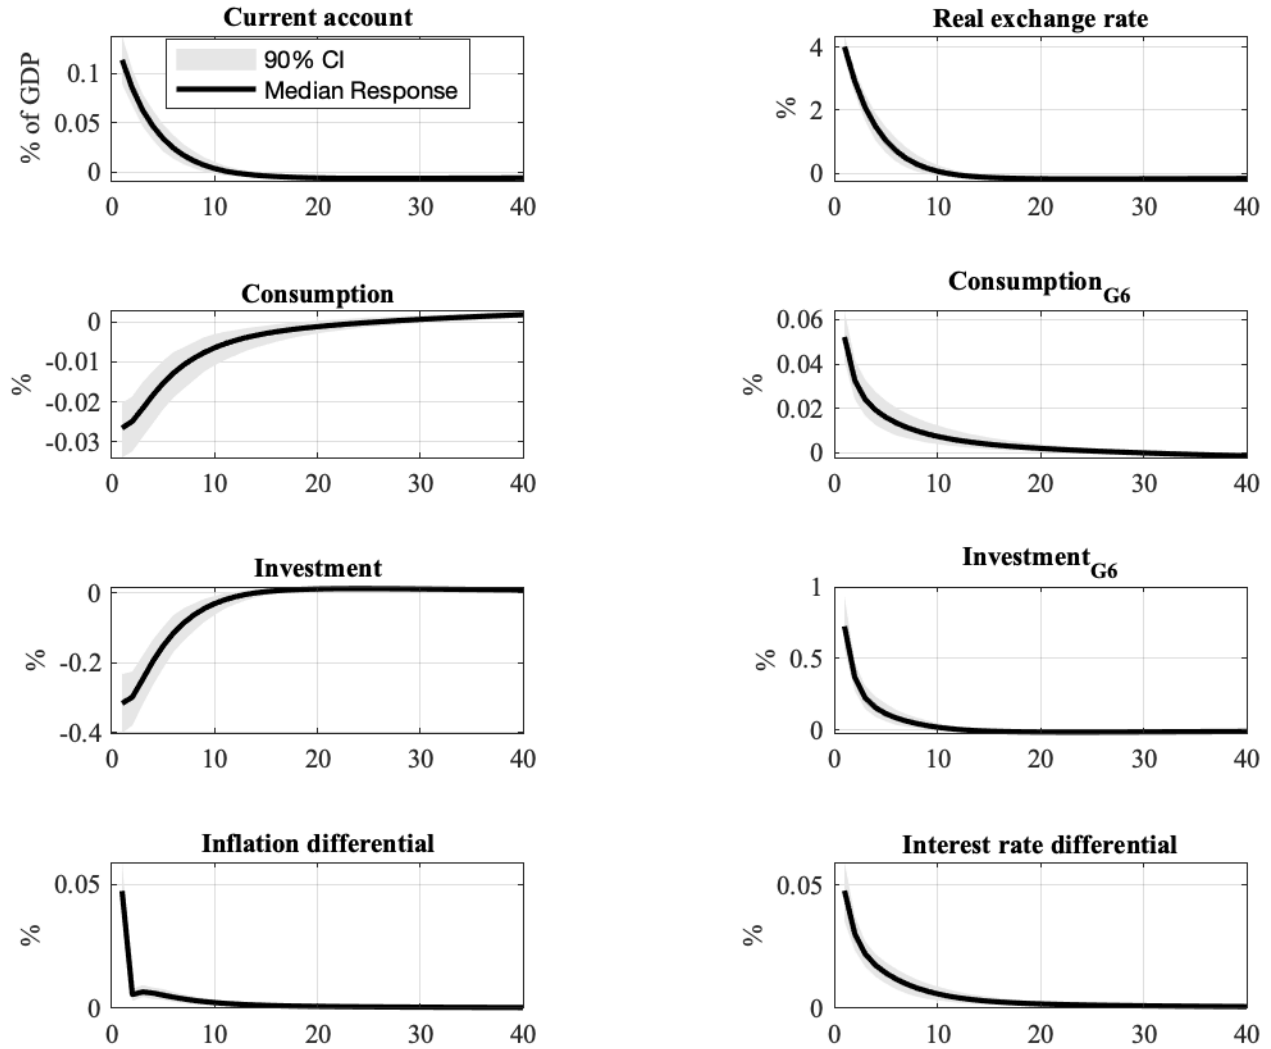 Current account
% of GDP
0.1
0.05
0
90% CI
Median Response
0 10 20 30 40
Real exchange rate
%
4
2
0
0 10 20 30 40
Consumption
%
0
-0.01
-0.02
-0.03
0 10 20 30 40
Consumption G6
%
0.06
0.04
0.02
0
0 10 20 30 40
Investment
%
0
-0.2
-0.4
0 10 20 30 40
Investment G6
%
1
0.5
0
0 10 20 30 40
Inflation differential
%
0.05
0
0 10 20 30 40
Interest rate differential
%
0.05
0
0 10 20 30 40